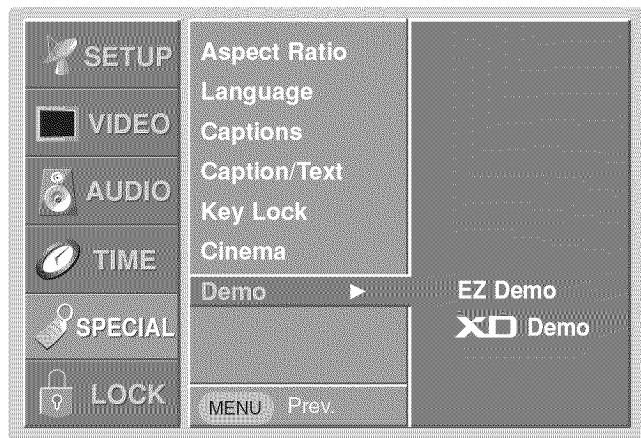 SETUP
VIDEO
AUDIO
TIME
SPECIAL
LOCK
Aspect Ratio
Language
Captions
Caption/Text
Key Lock
Cinema
Demo
MENU Prev.
EZ Demo
XD Demo